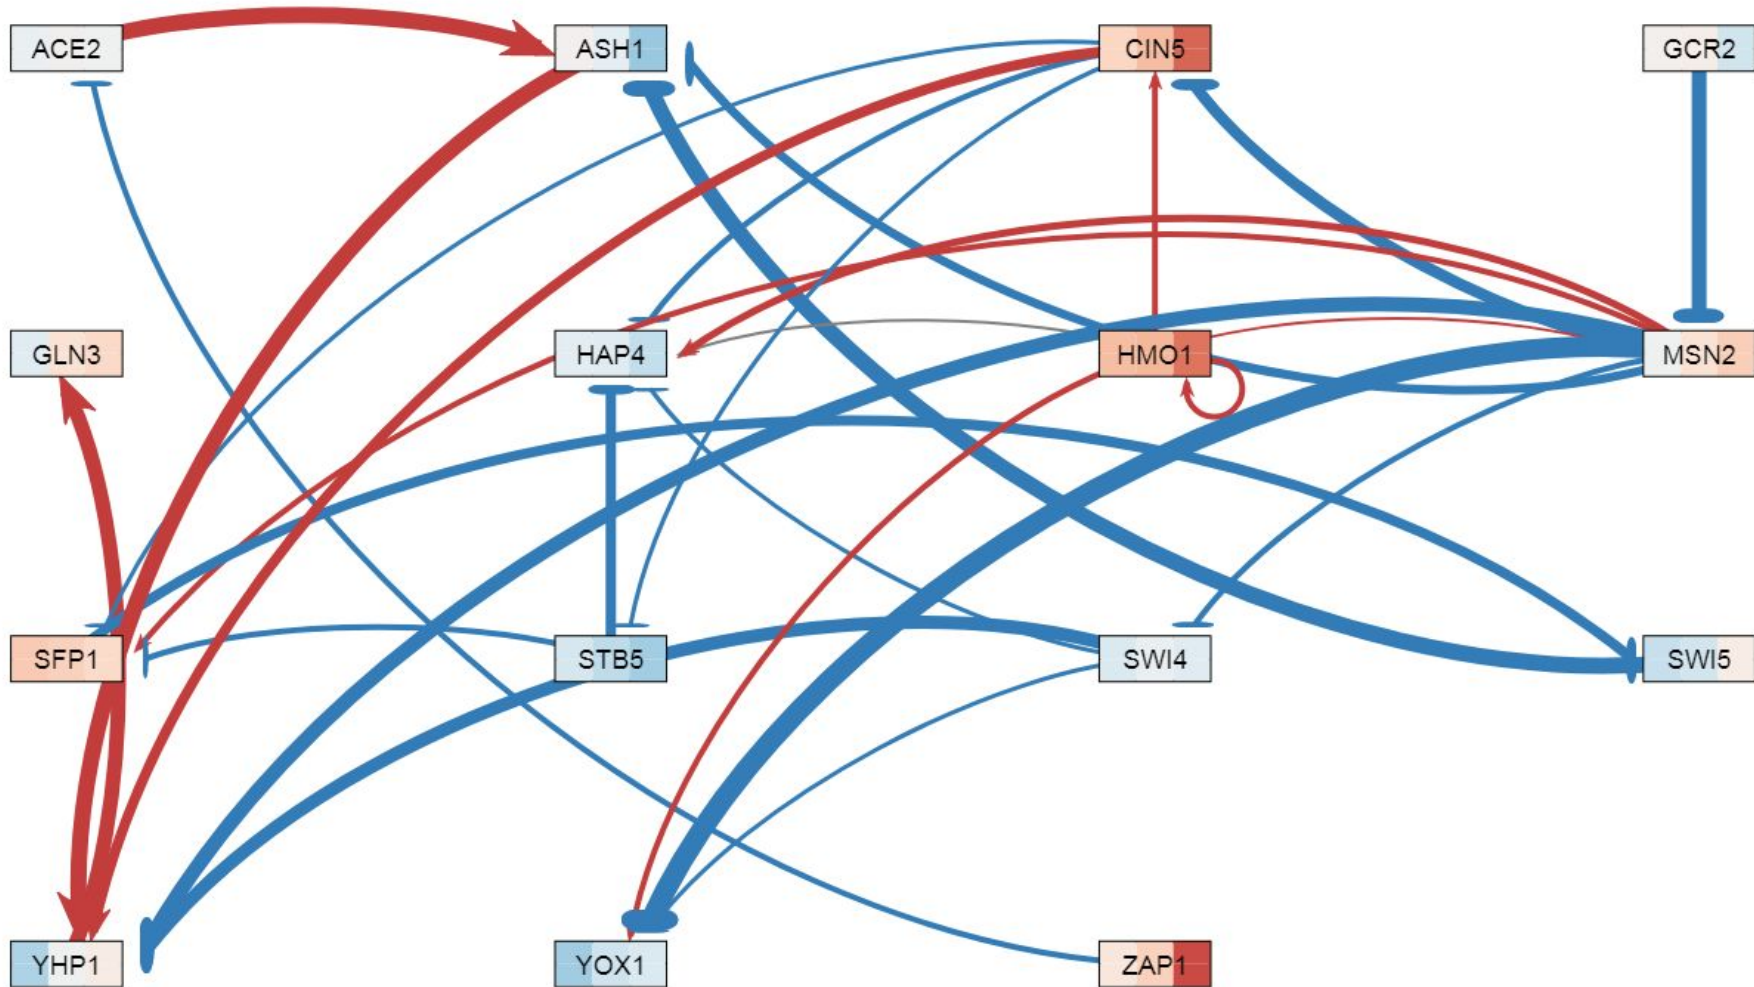 ACE2 ASH1 CIN5 GCR2
GLN3 HAP4 HMO1 MSN2
SFP1 STB5 SWI4 SWI5
YHP1 YOX1 ZAP1